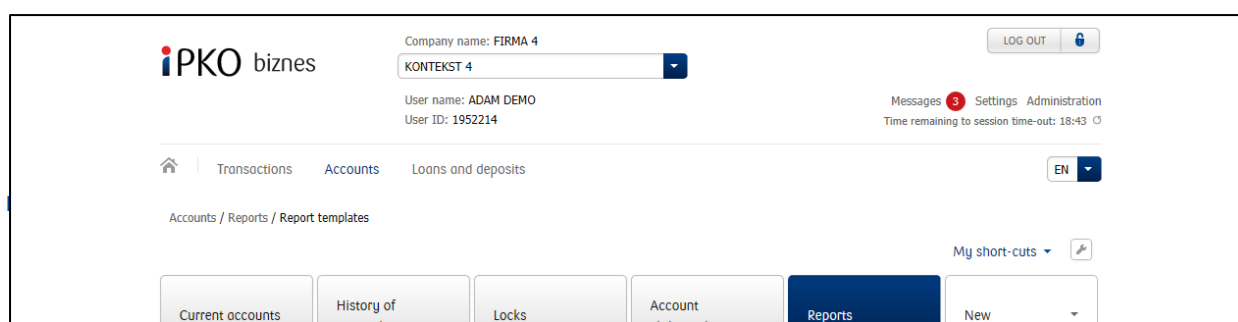 Company name: FIRMA 4
LOG OUT
iPKO biznes
KONTEKST 4
User name: ADAM DEMO
Messages 3 Settings Administration
User ID: 1952214
Time remaining to session time-out: 18:43
Transactions Accounts Loans and deposits
EN
Accounts / Reports / Report templates
My short-cuts
Current accounts
History of
Locks
Account
Reports
New